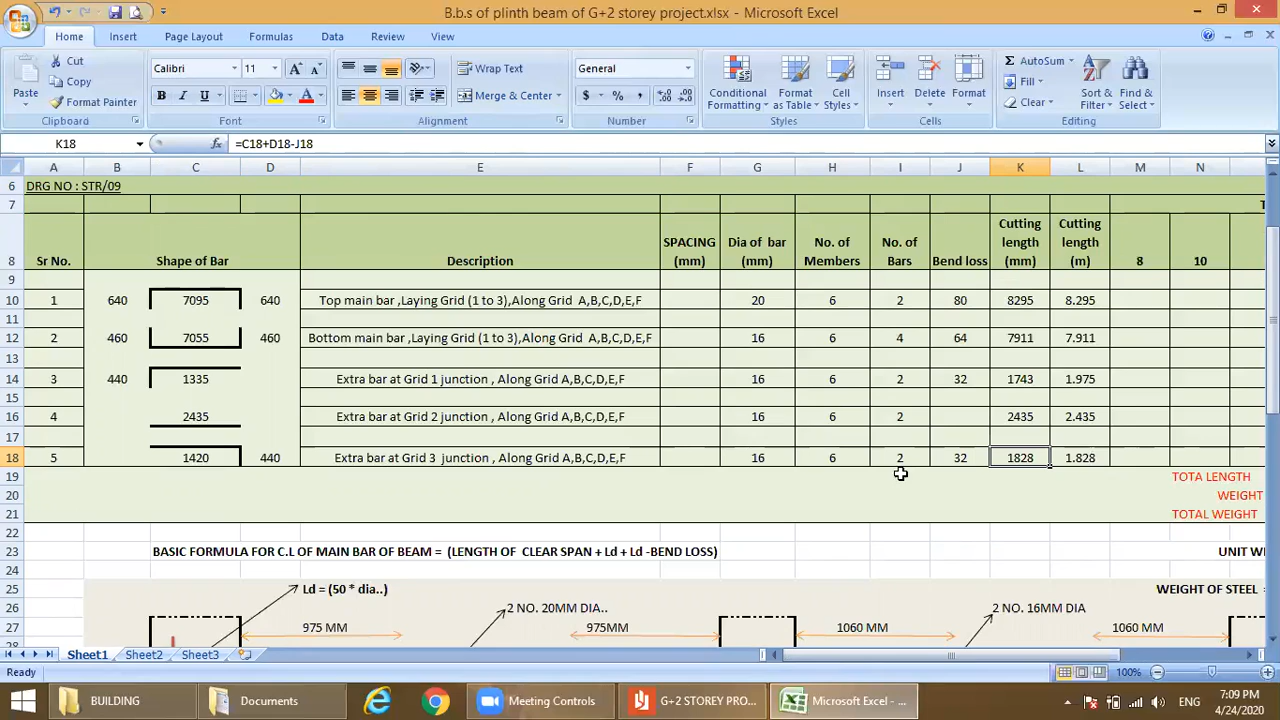 B.b.s of plinth beam of G+2 storey project.xlsx - Microsoft Excel
Home Insert Page Layout Formulas Data Review View
Paste Cut Copy Format Painter Clipboard
Calibri 11 B I U A Font
Wrap Text Merge & Center Alignment
General $ % , Number
Conditional Formatting Format as Table Cell Styles Styles
Insert Delete Format Cells
Σ AutoSum Fill Clear Sort & Filter Find & Select Editing
K18 fx =C18+D18-J18
A B C D E F G H I J K L M N
6 DRG NO : STR/09
7 T
8 Sr No. Shape of Bar Description SPACING (mm) Dia of bar (mm) No. of Members No. of Bars Bend loss Cutting length (mm) Cutting length (m) 8 10
9
10 1 640 7095 640 Top main bar ,Laying Grid (1 to 3),Along Grid A,B,C,D,E,F 20 6 2 80 8295 8.295
11
12 2 460 7055 460 Bottom main bar ,Laying Grid (1 to 3),Along Grid A,B,C,D,E,F 16 6 4 64 7911 7.911
13
14 3 440 1335 Extra bar at Grid 1 junction , Along Grid A,B,C,D,E,F 16 6 2 32 1743 1.975
15
16 4 2435 Extra bar at Grid 2 junction , Along Grid A,B,C,D,E,F 16 6 2 2435 2.435
17
18 5 1420 440 Extra bar at Grid 3 junction , Along Grid A,B,C,D,E,F 16 6 2 32 1828 1.828
19 TOTA LENGTH
20 WEIGHT
21 TOTAL WEIGHT
22
23 BASIC FORMULA FOR C.L OF MAIN BAR OF BEAM = (LENGTH OF CLEAR SPAN + Ld + Ld -BEND LOSS) UNIT WE
24
25 Ld = (50 * dia..) WEIGHT OF STEEL =
26 2 NO. 20MM DIA.. 2 NO. 16MM DIA
27 975 MM 975MM 1060 MM 1060 MM
28
Sheet1 Sheet2 Sheet3
Ready 100%
BUILDING Documents Meeting Controls G+2 STOREY PRO... Microsoft Excel - ... ENG 7:09 PM
4/24/2020